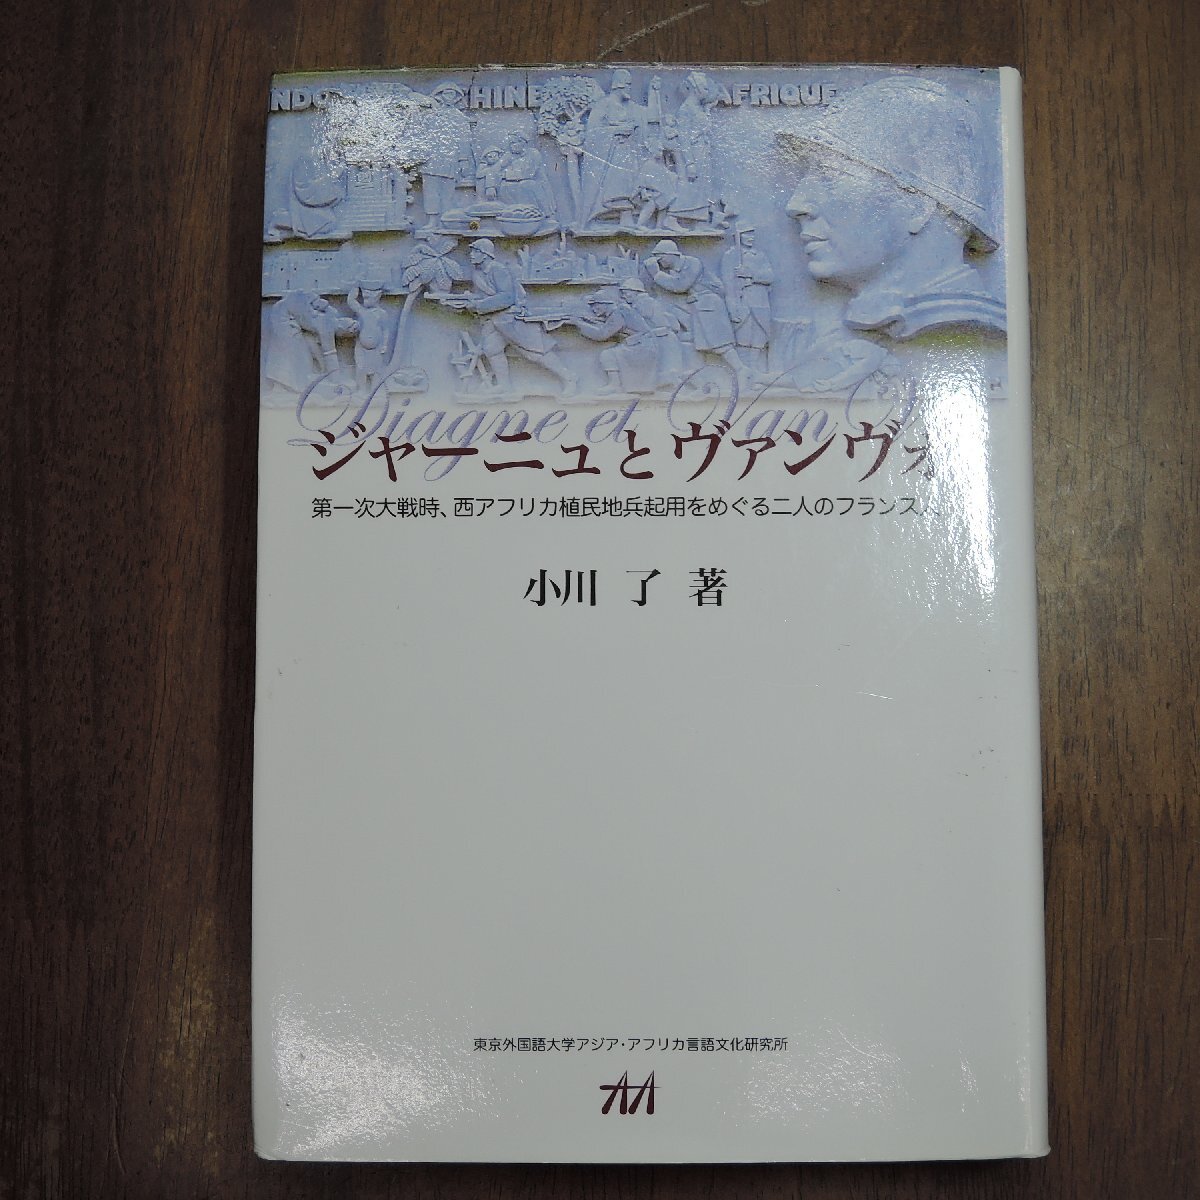 HINE
AFRIQUE
Diagne et Van
ジャーニュとヴァンヴォ
第一次大戦時、西アフリカ植民地兵起用をめぐる二人のフランス人
小川 了 著
東京外国語大学アジア・アフリカ言語文化研究所
AA